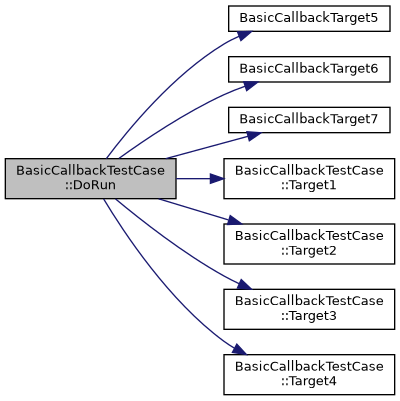 BasicCallbackTarget5
BasicCallbackTarget6
BasicCallbackTarget7
BasicCallbackTestCase
::DoRun
BasicCallbackTestCase
::Target1
BasicCallbackTestCase
::Target2
BasicCallbackTestCase
::Target3
BasicCallbackTestCase
::Target4